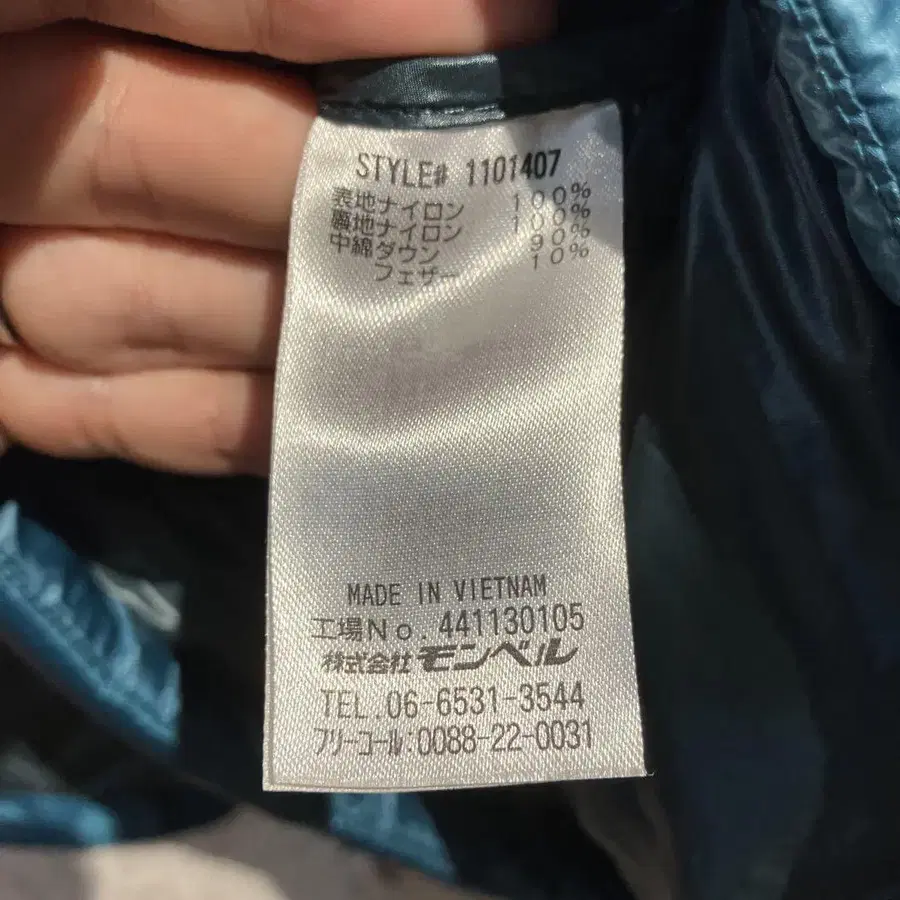 STYLE# 1101407
表地ナイロン 100%
裏地ナイロン 100%
中綿ダウン 90%
フェザー 10%
MADE IN VIETNAM
工場No. 441130105
株式会社モンベル
TEL.06-6531-3544
フリーコール:0088-22-0031